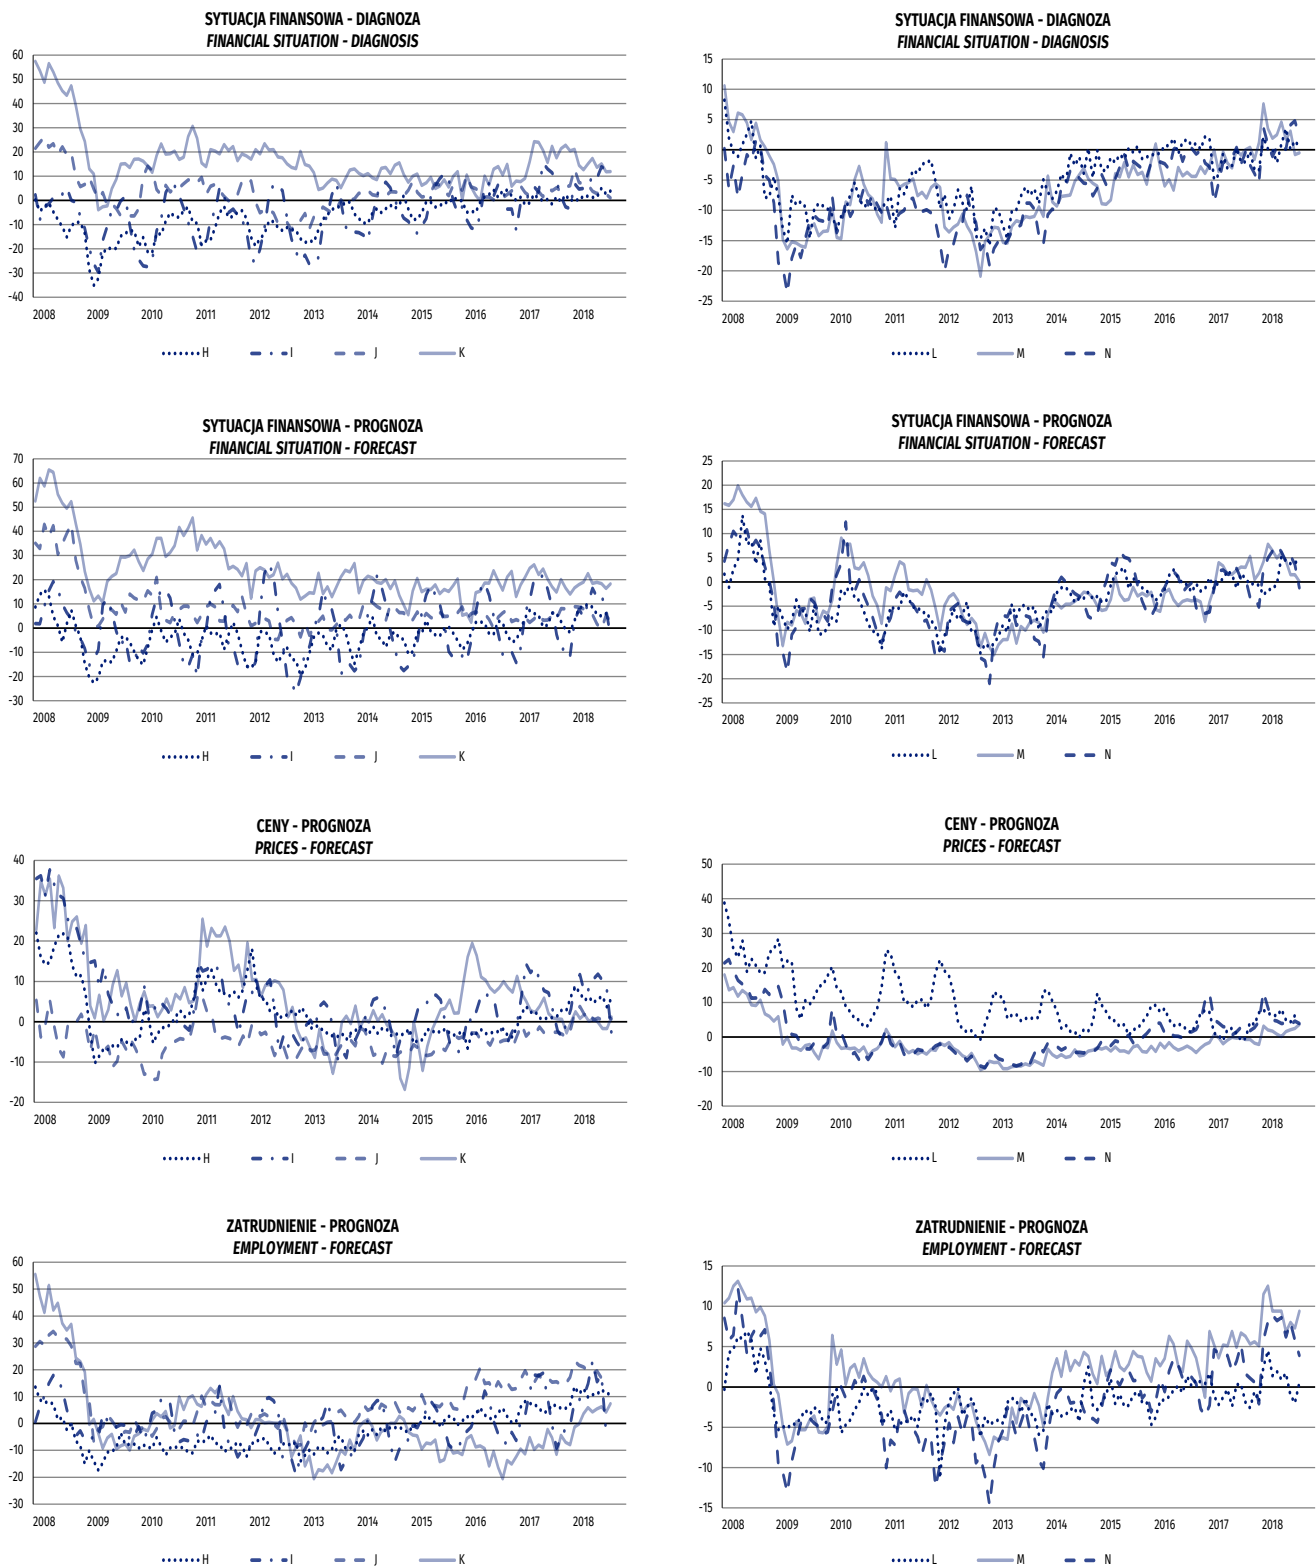 SYTUACJA FINANSOWA - DIAGNOZA
FINANCIAL SITUATION - DIAGNOSIS
60
50
40
30
20
10
0
-10
-20
-30
-40
2008 2009 2010 2011 2012 2013 2014 2015 2016 2017 2018
H I J K
SYTUACJA FINANSOWA - DIAGNOZA
FINANCIAL SITUATION - DIAGNOSIS
15
10
5
0
-5
-10
-15
-20
-25
2008 2009 2010 2011 2012 2013 2014 2015 2016 2017 2018
L M N
SYTUACJA FINANSOWA - PROGNOZA
FINANCIAL SITUATION - FORECAST
70
60
50
40
30
20
10
0
-10
-20
-30
2008 2009 2010 2011 2012 2013 2014 2015 2016 2017 2018
H I J K
SYTUACJA FINANSOWA - PROGNOZA
FINANCIAL SITUATION - FORECAST
25
20
15
10
5
0
-5
-10
-15
-20
-25
2008 2009 2010 2011 2012 2013 2014 2015 2016 2017 2018
L M N
CENY - PROGNOZA
PRICES - FORECAST
40
30
20
10
0
-10
-20
2008 2009 2010 2011 2012 2013 2014 2015 2016 2017 2018
H I J K
CENY - PROGNOZA
PRICES - FORECAST
50
40
30
20
10
0
-10
-20
2008 2009 2010 2011 2012 2013 2014 2015 2016 2017 2018
L M N
ZATRUDNIENIE - PROGNOZA
EMPLOYMENT - FORECAST
60
50
40
30
20
10
0
-10
-20
-30
2008 2009 2010 2011 2012 2013 2014 2015 2016 2017 2018
H I J K
ZATRUDNIENIE - PROGNOZA
EMPLOYMENT - FORECAST
15
10
5
0
-5
-10
-15
2008 2009 2010 2011 2012 2013 2014 2015 2016 2017 2018
L M N